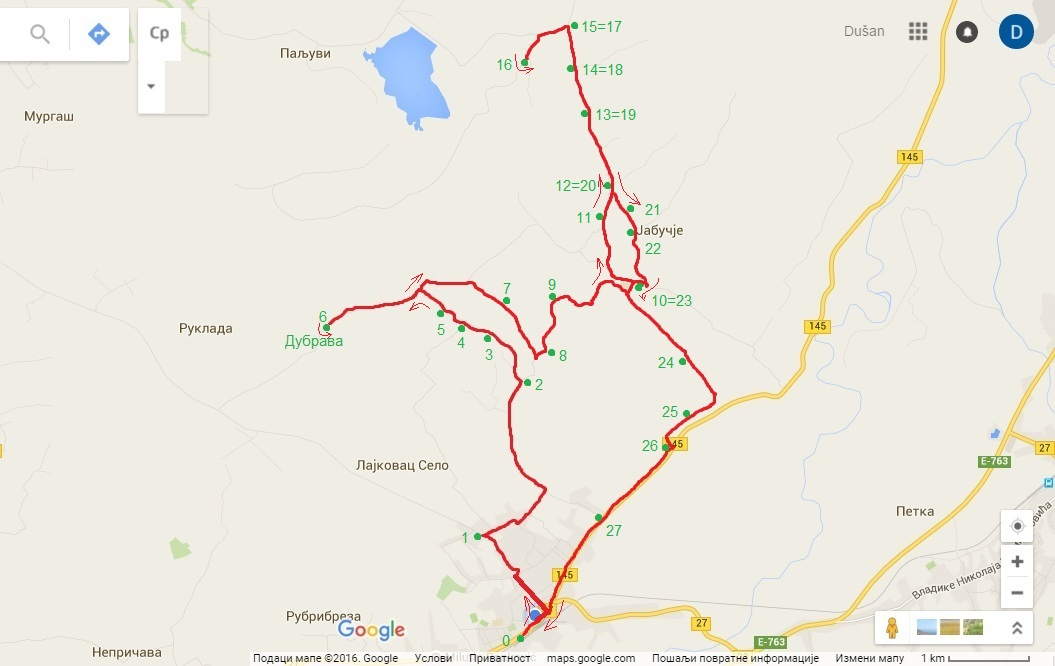 Ср
Dušan
D
Паљуви
Мургаш
15=17
16
14=18
13=19
145
12=20
21
11
Јабучје
22
7
9
10=23
6
Дубрава
Руклада
5
4
3
8
2
145
24
25
26
145
27
E-763
Лајковац Село
Петка
1
27
145
Владике Николаја
0
Рубрибреза
Google
27
E-763
Непричава
Подаци мапе ©2016. Google
Услови
Приватност
maps.google.com
Пошаљи повратне информације
Измени мапу
1 km